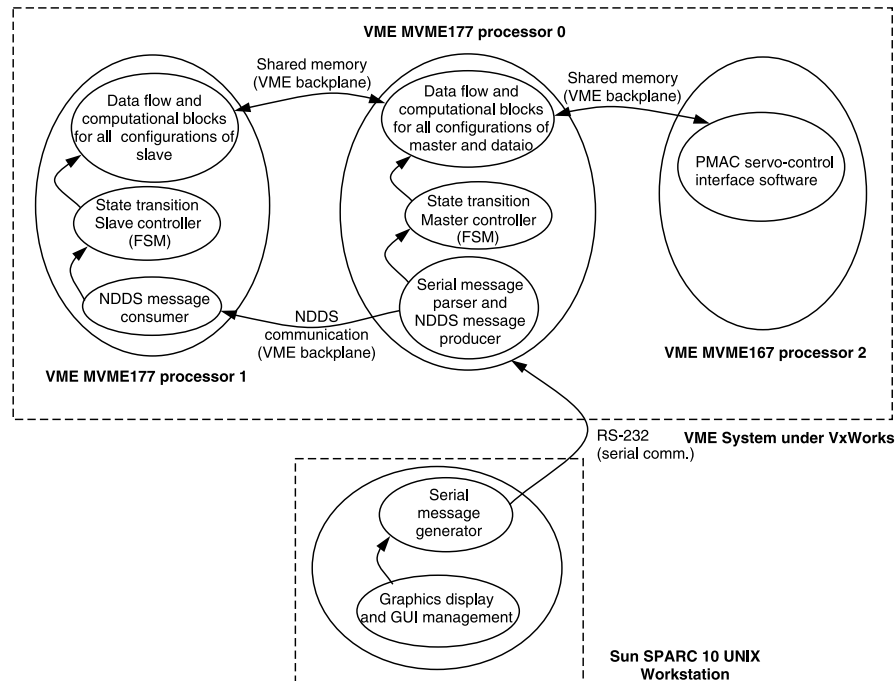 VME MVME177 processor 0
Shared memory
(VME backplane)
Shared memory
(VME backplane)
Data flow and
computational blocks
for all  configurations of
slave
Data flow and
computational blocks
for all configurations of
master and dataio
PMAC servo-control
interface software
State transition
Slave controller
(FSM)
State transition
Master controller
(FSM)
NDDS message
consumer
NDDS
communication
(VME backplane)
Serial message
parser and
NDDS message
producer
VME MVME177 processor 1
VME MVME167 processor 2
RS-232
(serial comm.)
VME System under VxWorks
Serial
message
generator
Graphics display
and GUI management
Sun SPARC 10 UNIX
Workstation